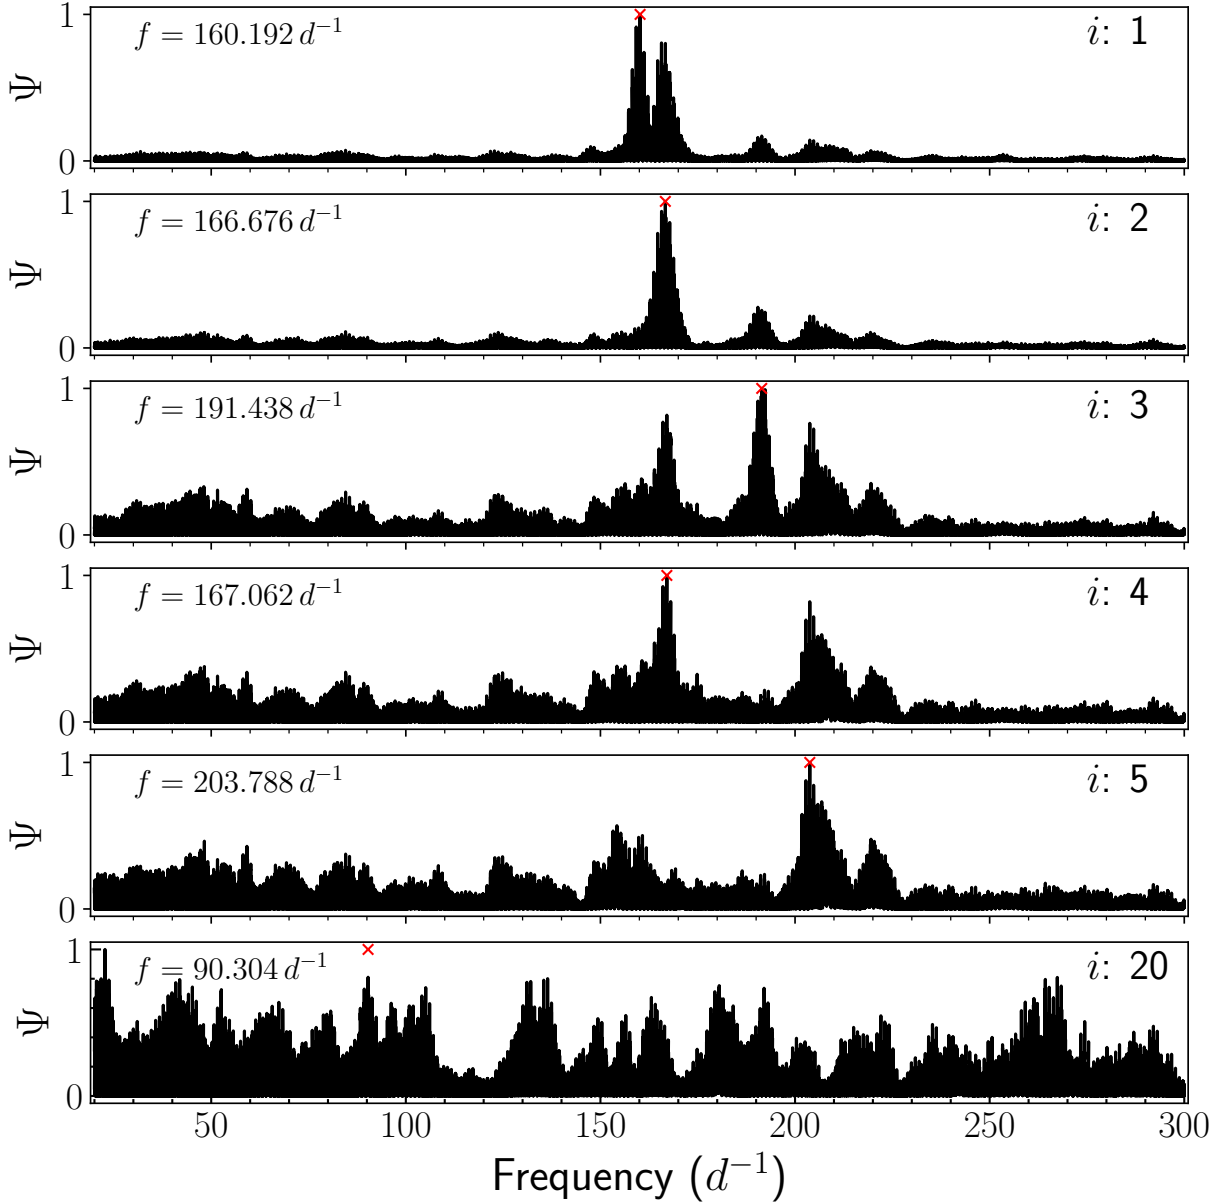 1
f = 160.192 d⁻¹
i: 1
Ψ
0
1
f = 166.676 d⁻¹
i: 2
Ψ
0
1
f = 191.438 d⁻¹
i: 3
Ψ
0
1
f = 167.062 d⁻¹
i: 4
Ψ
0
1
f = 203.788 d⁻¹
i: 5
Ψ
0
1
f = 90.304 d⁻¹
i: 20
Ψ
0
50 100 150 200 250 300
Frequency (d⁻¹)